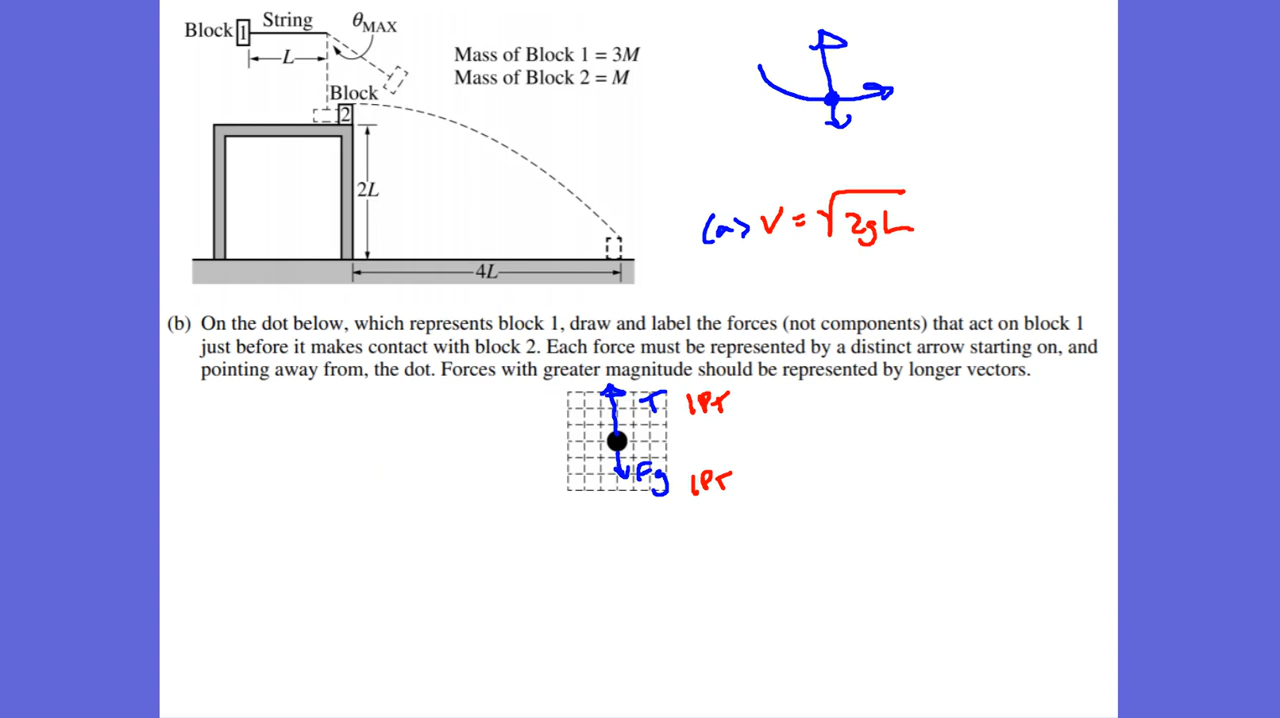 String θMAX
Block 1
L
Mass of Block 1 = 3M
Mass of Block 2 = M
Block
2
2L
4L
(a) V = √2gL
(b) On the dot below, which represents block 1, draw and label the forces (not components) that act on block 1
just before it makes contact with block 2. Each force must be represented by a distinct arrow starting on, and
pointing away from, the dot. Forces with greater magnitude should be represented by longer vectors.
T 1PT
Fg 1PT